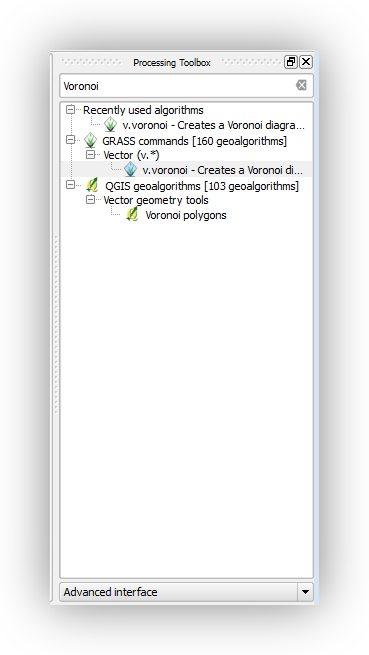 Processing Toolbox
Voronoi
Recently used algorithms
v.voronoi - Creates a Voronoi diagra...
GRASS commands [160 geoalgorithms]
Vector (v.*)
v.voronoi - Creates a Voronoi di...
QGIS geoalgorithms [103 geoalgorithms]
Vector geometry tools
Voronoi polygons
Advanced interface